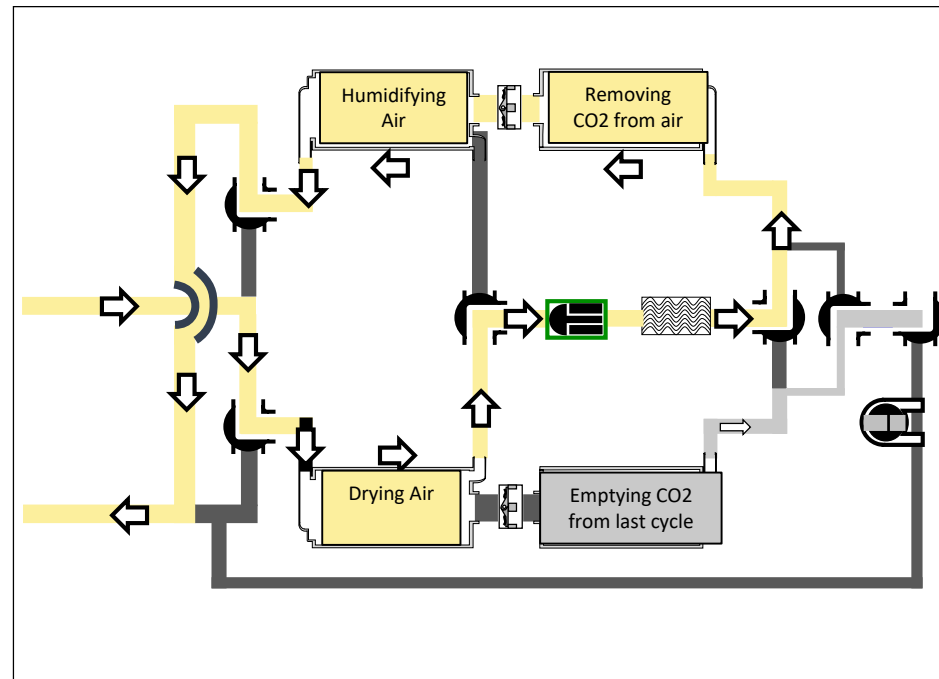 Humidifying
Air
Removing
CO2 from air
Drying Air
Emptying CO2
from last cycle